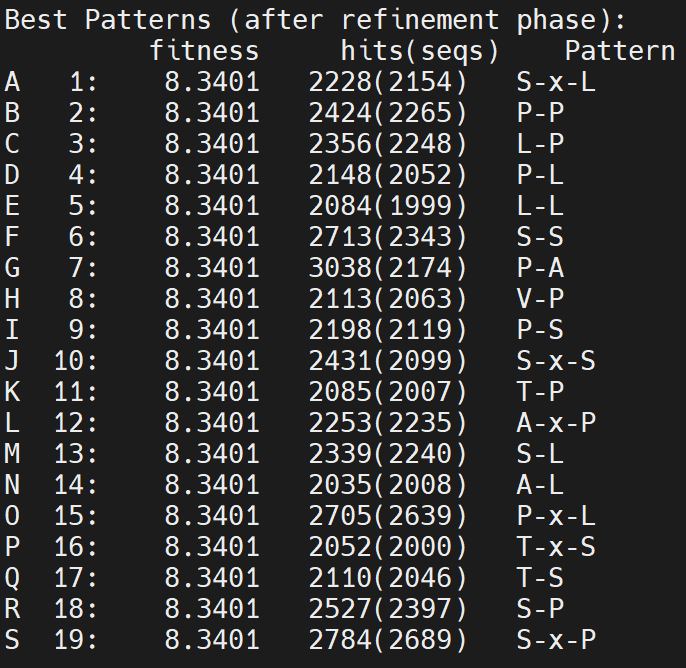 Best Patterns (after refinement phase):
fitness hits(seqs) Pattern
A 1: 8.3401 2228(2154) S-x-L
B 2: 8.3401 2424(2265) P-P
C 3: 8.3401 2356(2248) L-P
D 4: 8.3401 2148(2052) P-L
E 5: 8.3401 2084(1999) L-L
F 6: 8.3401 2713(2343) S-S
G 7: 8.3401 3038(2174) P-A
H 8: 8.3401 2113(2063) V-P
I 9: 8.3401 2198(2119) P-S
J 10: 8.3401 2431(2099) S-x-S
K 11: 8.3401 2085(2007) T-P
L 12: 8.3401 2253(2235) A-x-P
M 13: 8.3401 2339(2240) S-L
N 14: 8.3401 2035(2008) A-L
O 15: 8.3401 2705(2639) P-x-L
P 16: 8.3401 2052(2000) T-x-S
Q 17: 8.3401 2110(2046) T-S
R 18: 8.3401 2527(2397) S-P
S 19: 8.3401 2784(2689) S-x-P